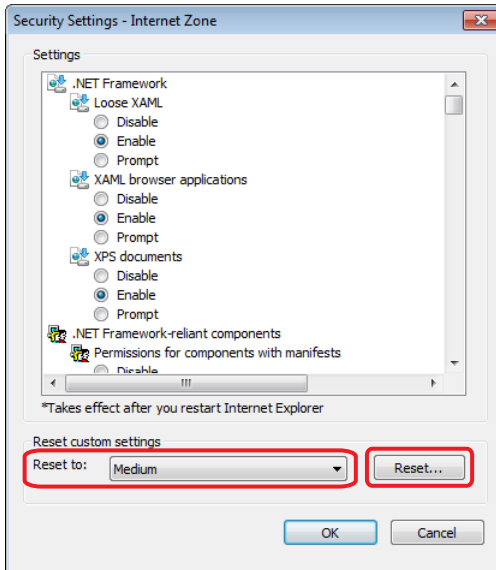 Security Settings - Internet Zone
Settings
.NET Framework
Loose XAML
Disable
Enable
Prompt
XAML browser applications
Disable
Enable
Prompt
XPS documents
Disable
Enable
Prompt
.NET Framework-reliant components
Permissions for components with manifests
Disable
*Takes effect after you restart Internet Explorer
Reset custom settings
Reset to: Medium Reset...
OK Cancel